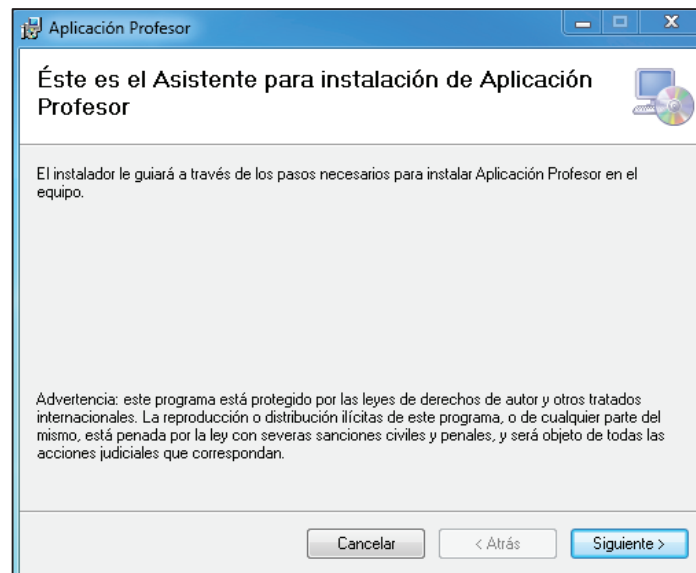 Aplicación Profesor
Éste es el Asistente para instalación de Aplicación
Profesor
El instalador le guiará a través de los pasos necesarios para instalar Aplicación Profesor en el
equipo.
Advertencia: este programa está protegido por las leyes de derechos de autor y otros tratados
internacionales. La reproducción o distribución ilícitas de este programa, o de cualquier parte del
mismo, está penada por la ley con severas sanciones civiles y penales, y será objeto de todas las
acciones judiciales que correspondan.
Cancelar < Atrás Siguiente >